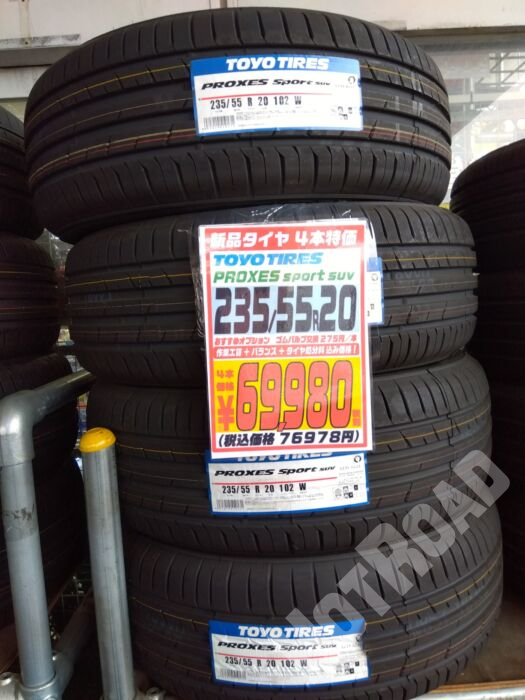 TOYO TIRES
PROXES Sport SUV
235/55 R 20 102 W
新品タイヤ 4本特価
TOYO TIRES
PROXES sport suv
235/55R20
おすすめオプション ゴムバルブ交換 275円/本
作業工賃+バランス+タイヤ処分料 込み価格!
4本価格 ¥69,980
(税込価格 76978円)
PROXES Sport SUV
235/55 R 20 102 W
TOYO TIRES
PROXES Sport SUV
235/55 R 20 102 W